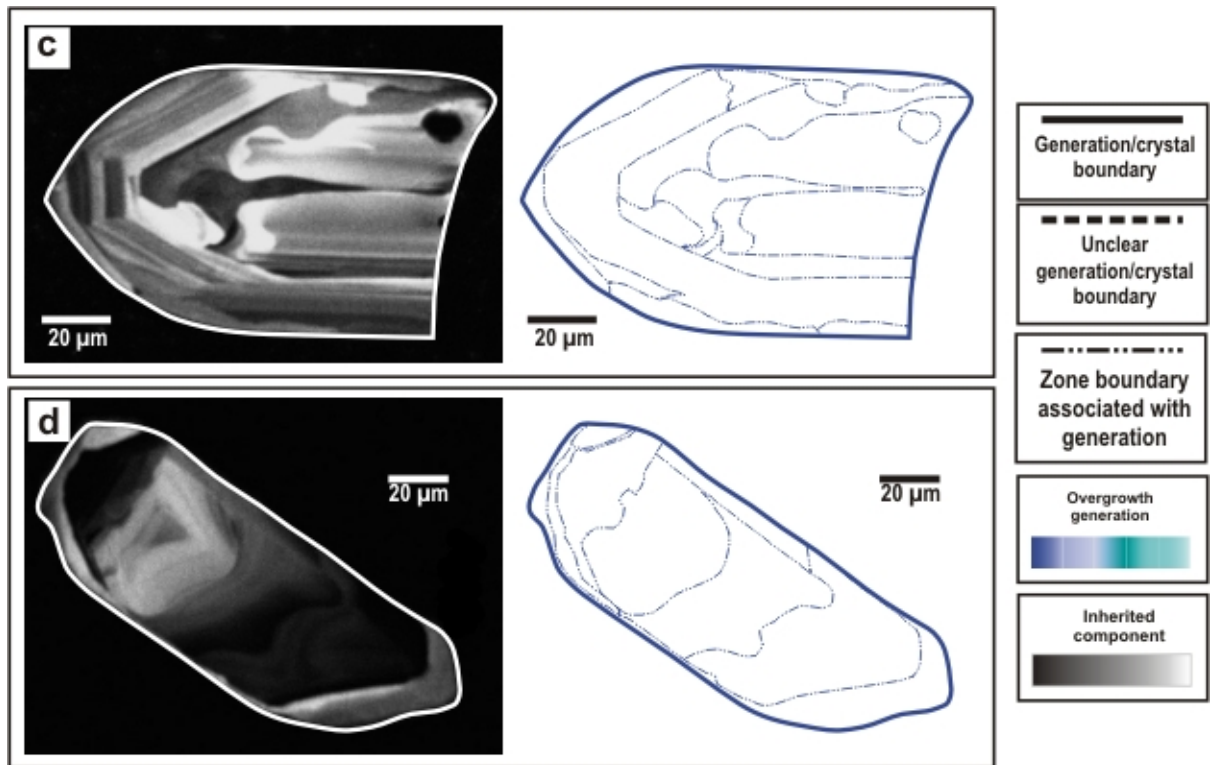 c
20 µm
20 µm
d
20 µm
20 µm
Generation/crystal
boundary
Unclear
generation/crystal
boundary
Zone boundary
associated with
generation
Overgrowth
generation
Inherited
component